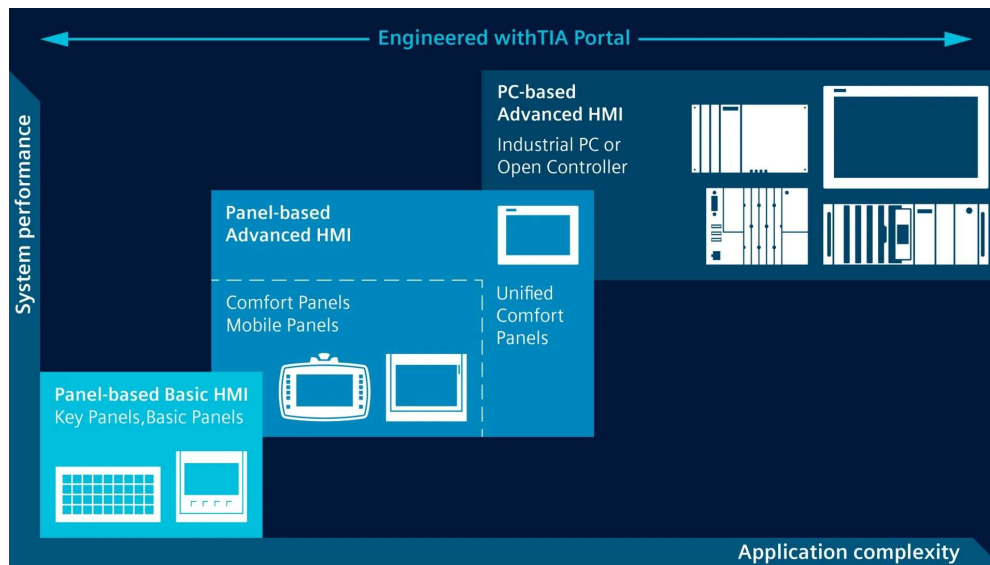 Engineered withTIA Portal
System performance
PC-based
Advanced HMI
Industrial PC or
Open Controller
Panel-based
Advanced HMI
Comfort Panels
Mobile Panels
Unified
Comfort
Panels
Panel-based Basic HMI
Key Panels,Basic Panels
Application complexity